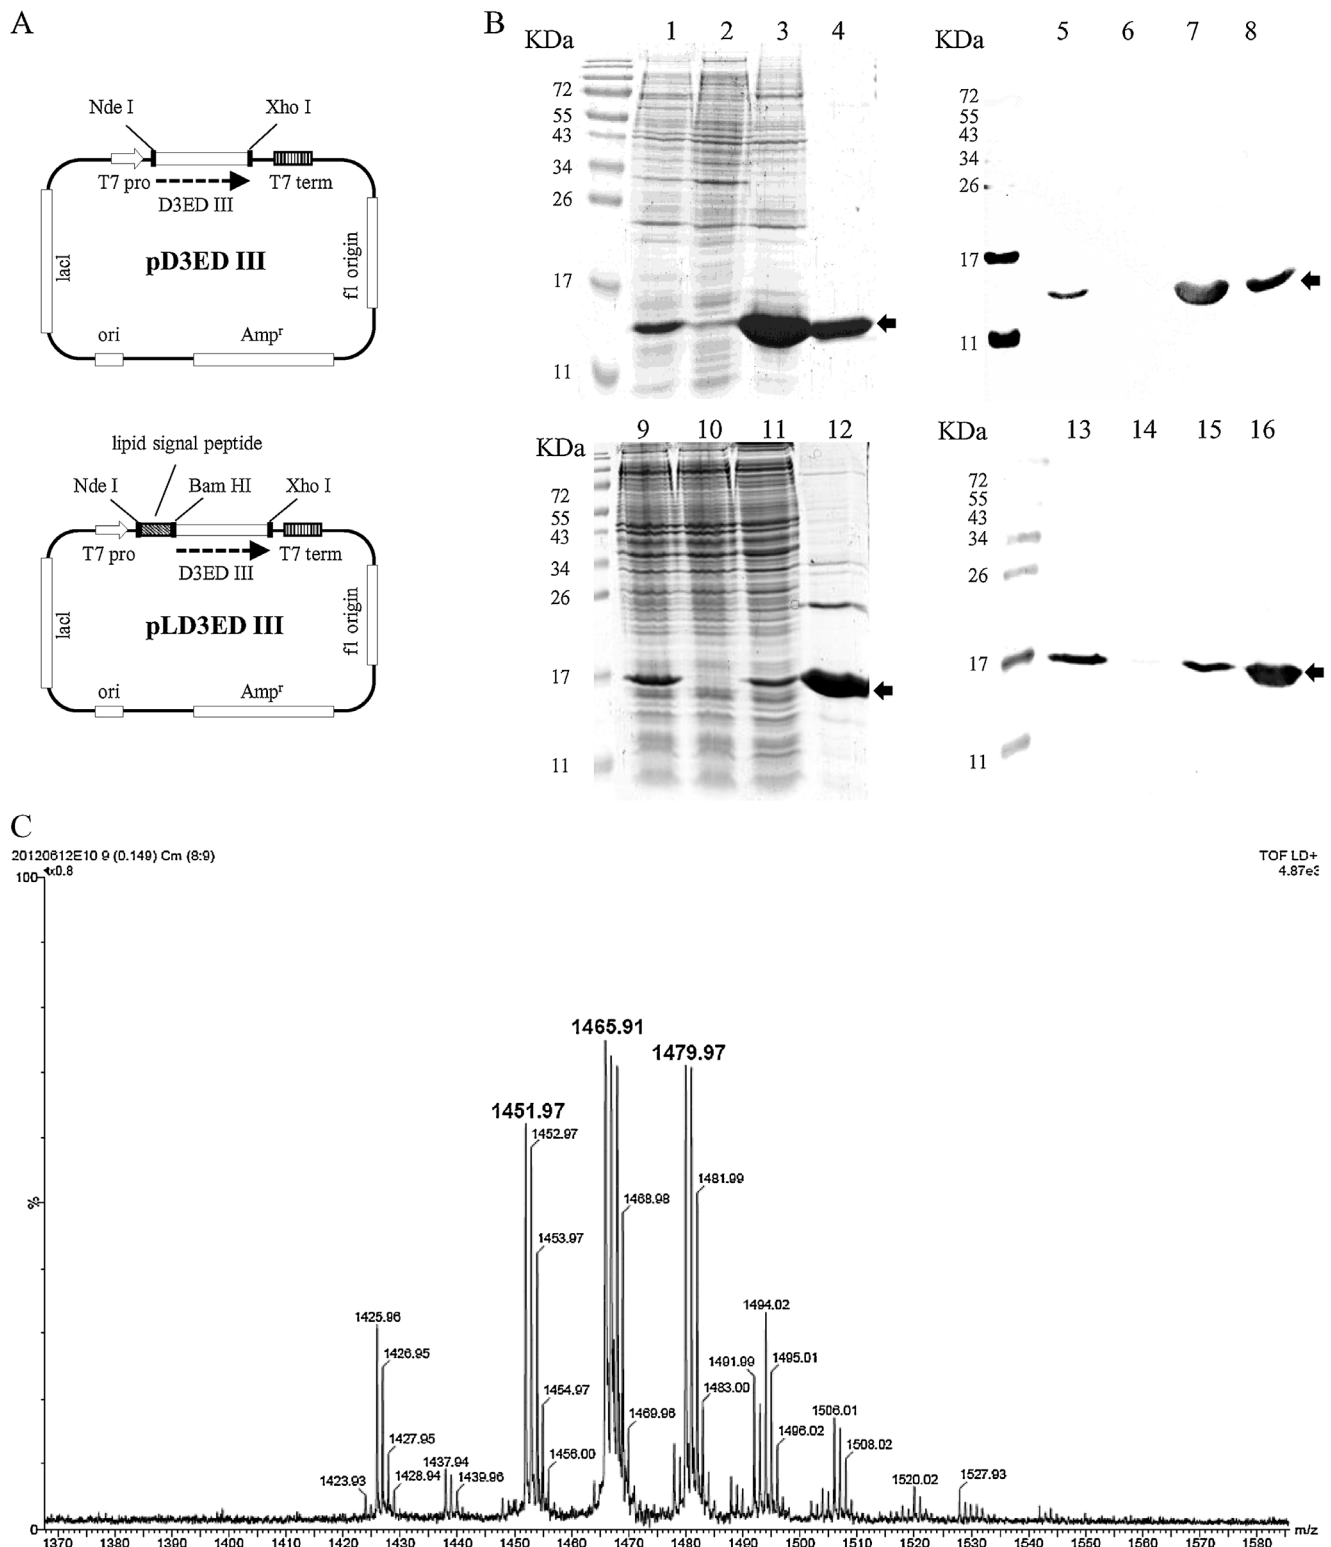 A
Nde I
Xho I
T7 pro
T7 term
D3ED III
lacI
pD3ED III
f1 origin
ori
Ampr
lipid signal peptide
Nde I
Bam HI
Xho I
T7 pro
T7 term
D3ED III
lacI
pLD3ED III
f1 origin
ori
Ampr
B
KDa
1 2 3 4
72
55
43
34
26
17
11
KDa
5 6 7 8
72
55
43
34
26
17
11
KDa
9 10 11 12
72
55
43
34
26
17
11
KDa
13 14 15 16
72
55
43
34
26
17
11
C
20120612E10 9 (0.149) Cm (8:9)
TOF LD+
4.87e3
x0.8
100
%
0
1423.93
1425.96
1426.95
1427.95
1428.94
1437.94
1439.96
1451.97
1452.97
1453.97
1454.97
1456.00
1465.91
1468.98
1469.96
1479.97
1481.99
1483.00
1491.99
1494.02
1495.01
1496.02
1506.01
1508.02
1520.02
1527.93
1370 1380 1390 1400 1410 1420 1430 1440 1450 1460 1470 1480 1490 1500 1510 1520 1530 1540 1550 1560 1570 1580
m/z